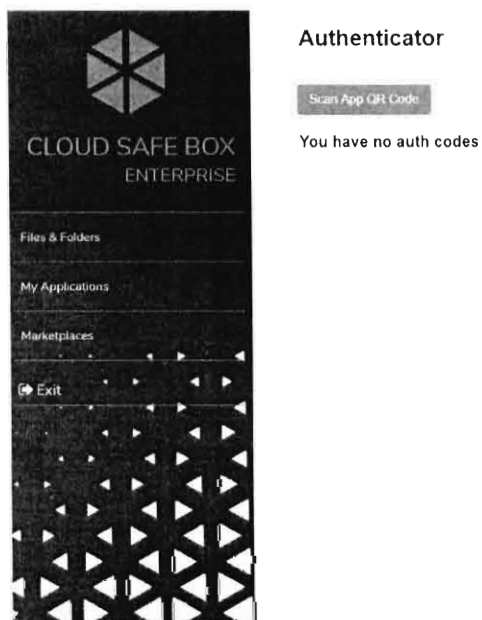 CLOUD SAFE BOX
ENTERPRISE
Files & Folders
My Applications
Marketplaces
Exit
Authenticator
Scan App QR Code
You have no auth codes